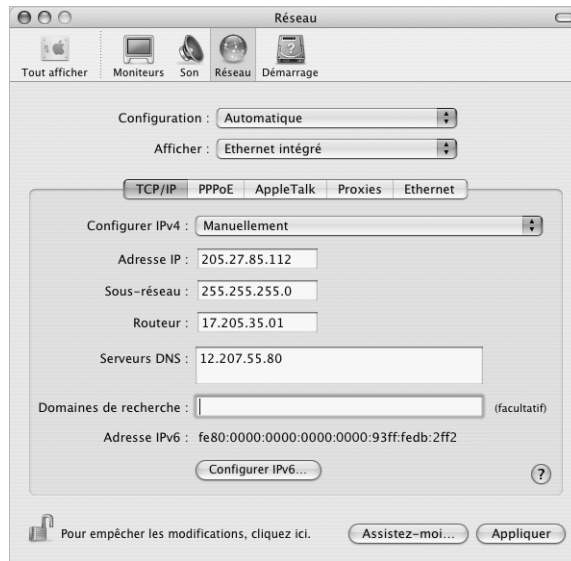 Réseau
Tout afficher Moniteurs Son Réseau Démarrage
Configuration : Automatique
Afficher : Ethernet intégré
TCP/IP PPPoE AppleTalk Proxies Ethernet
Configurer IPv4 : Manuellement
Adresse IP : 205.27.85.112
Sous-réseau : 255.255.255.0
Routeur : 17.205.35.01
Serveurs DNS : 12.207.55.80
Domaines de recherche : (facultatif)
Adresse IPv6 : fe80:0000:0000:0000:0000:93ff:fedb:2ff2
Configurer IPv6... ?
Pour empêcher les modifications, cliquez ici. Assistez-moi... Appliquer